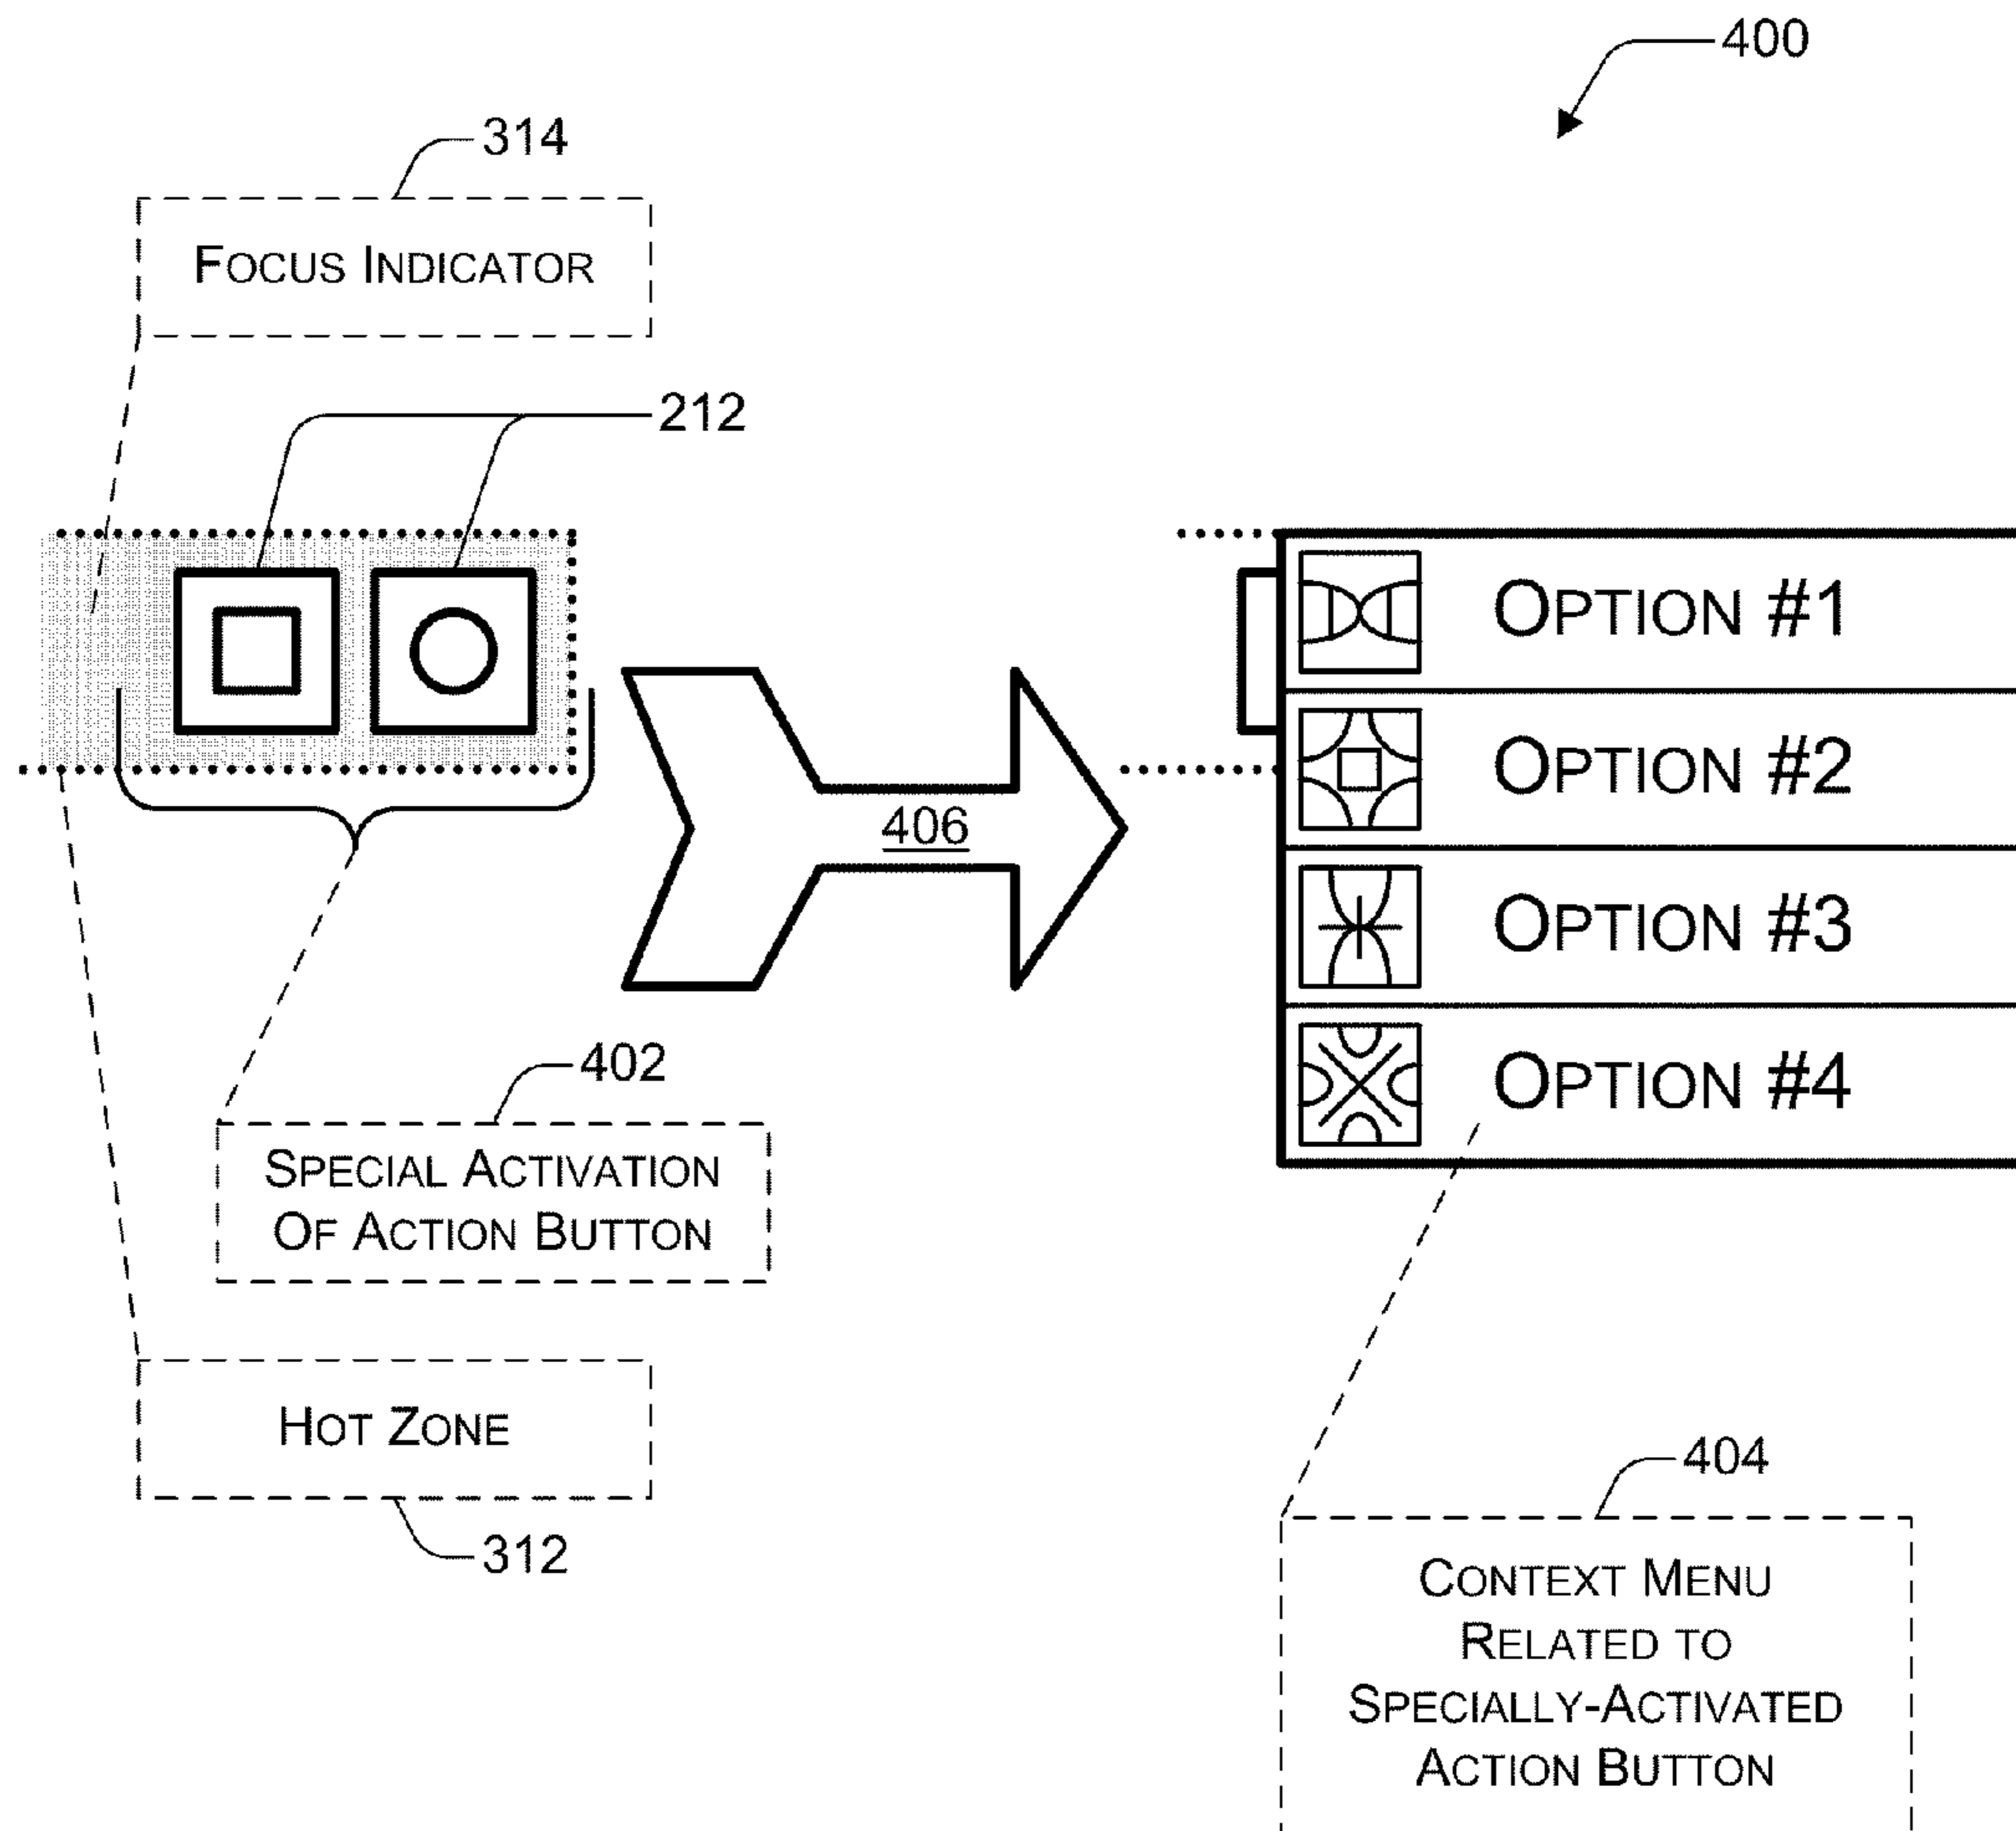 400
314
FOCUS INDICATOR
212
OPTION #1
OPTION #2
406
OPTION #3
OPTION #4
402
SPECIAL ACTIVATION
OF ACTION BUTTON
HOT ZONE
312
404
CONTEXT MENU
RELATED TO
SPECIALLY-ACTIVATED
ACTION BUTTON